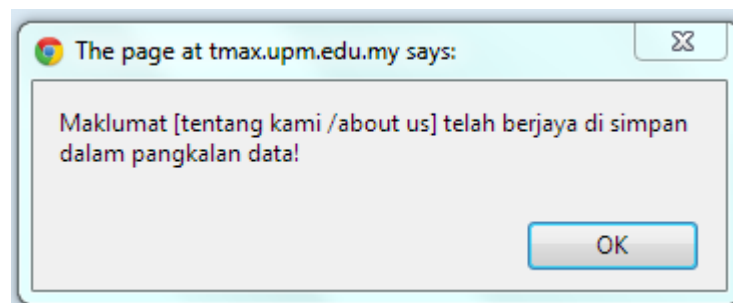 The page at tmax.upm.edu.my says:
Maklumat [tentang kami /about us] telah berjaya di simpan
dalam pangkalan data!
OK